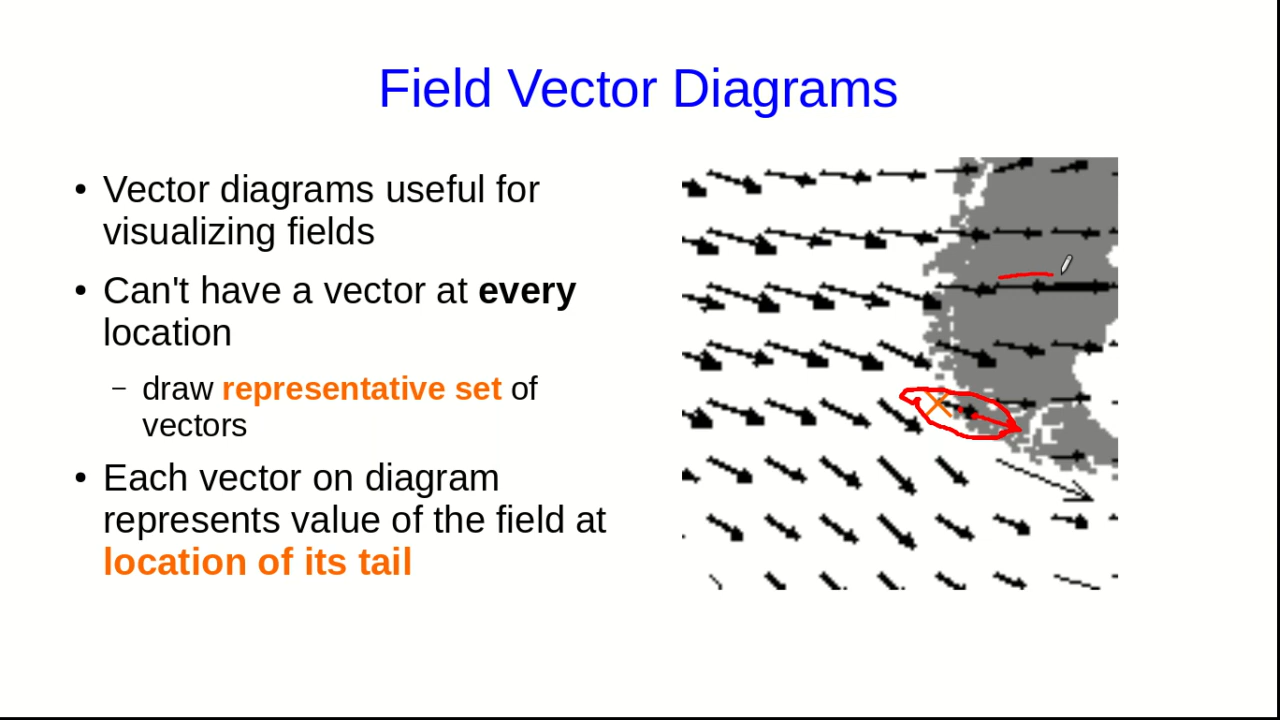 Field Vector Diagrams
• Vector diagrams useful for
visualizing fields
• Can't have a vector at every
location
– draw representative set of
vectors
• Each vector on diagram
represents value of the field at
location of its tail